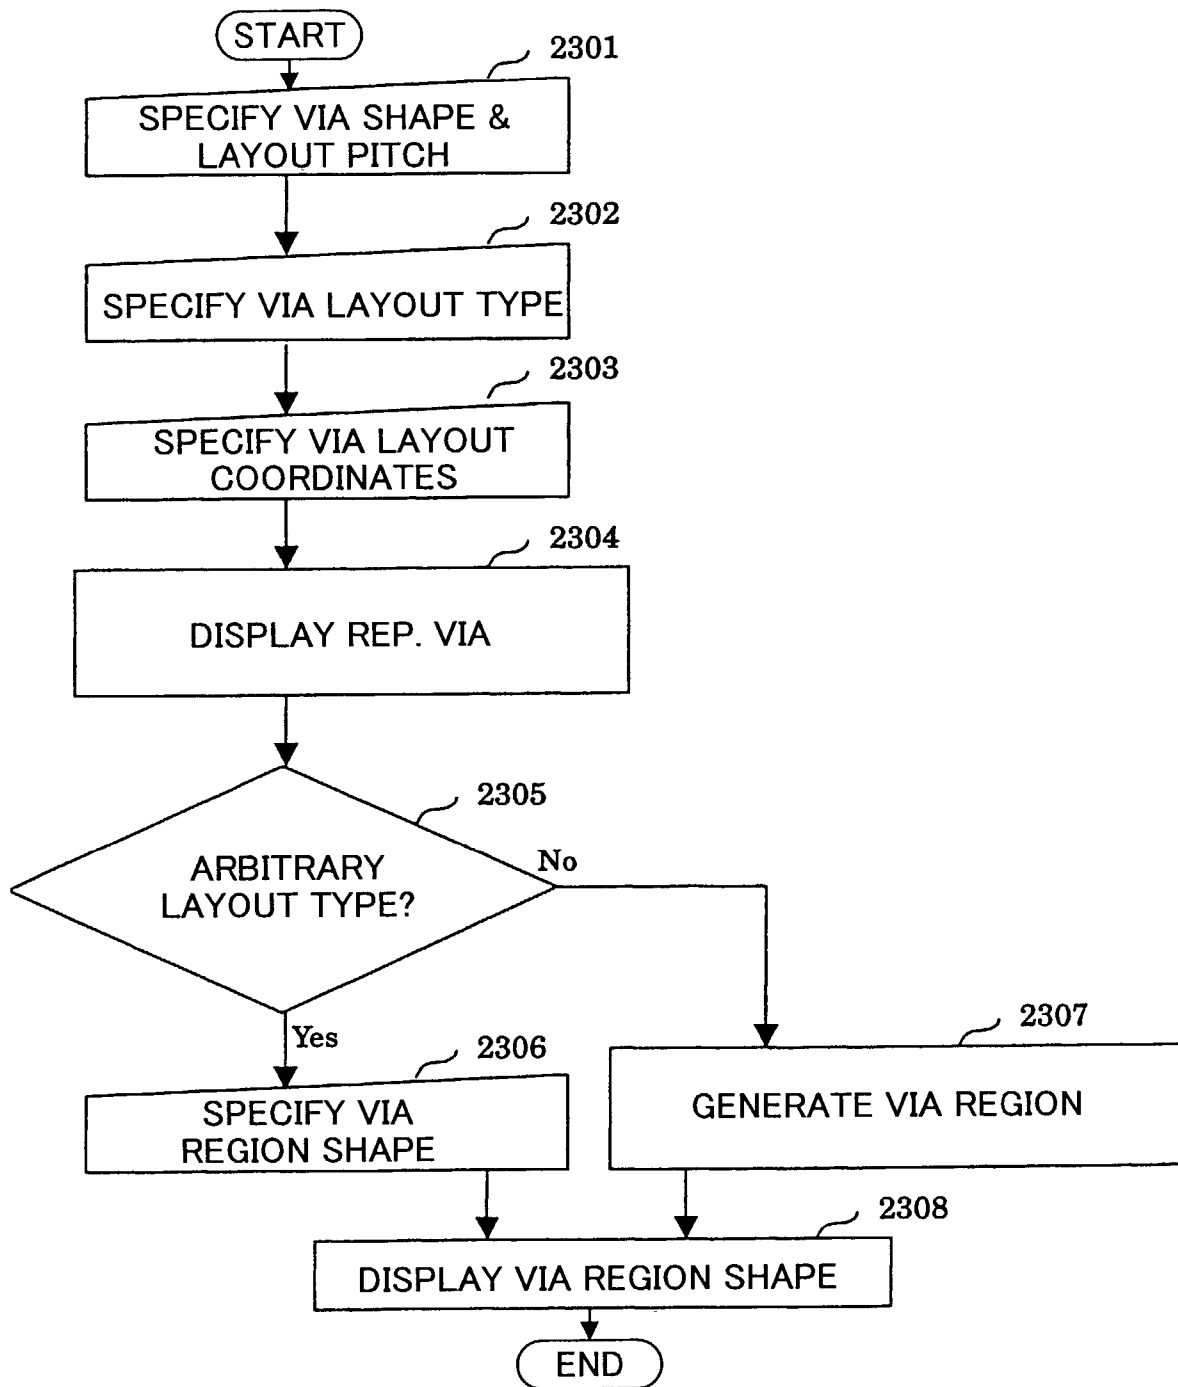 START
2301
SPECIFY VIA SHAPE &
LAYOUT PITCH
2302
SPECIFY VIA LAYOUT TYPE
2303
SPECIFY VIA LAYOUT
COORDINATES
2304
DISPLAY REP. VIA
2305
ARBITRARY
LAYOUT TYPE?
No
Yes
2306
SPECIFY VIA
REGION SHAPE
2307
GENERATE VIA REGION
2308
DISPLAY VIA REGION SHAPE
END